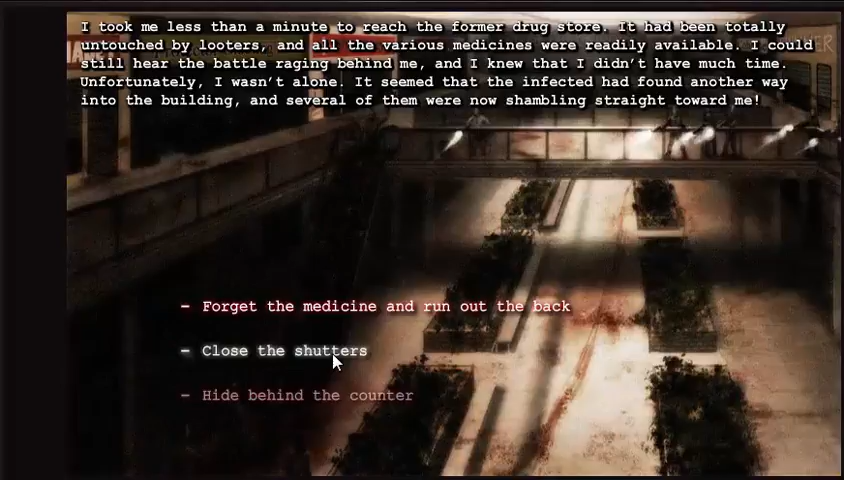 I took me less than a minute to reach the former drug store. It had been totally
untouched by looters, and all the various medicines were readily available. I could
still hear the battle raging behind me, and I knew that I didn't have much time.
Unfortunately, I wasn't alone. It seemed that the infected had found another way
into the building, and several of them were now shambling straight toward me!
- Forget the medicine and run out the back
- Close the shutters
- Hide behind the counter